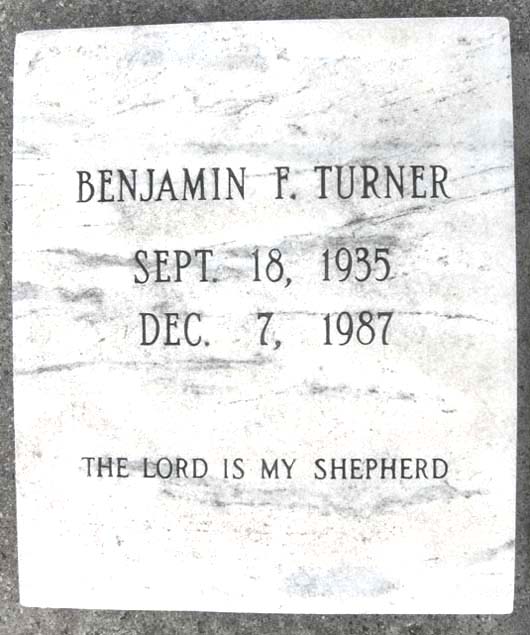 BENJAMIN F. TURNER
SEPT. 18, 1935
DEC. 7, 1987
THE LORD IS MY SHEPHERD